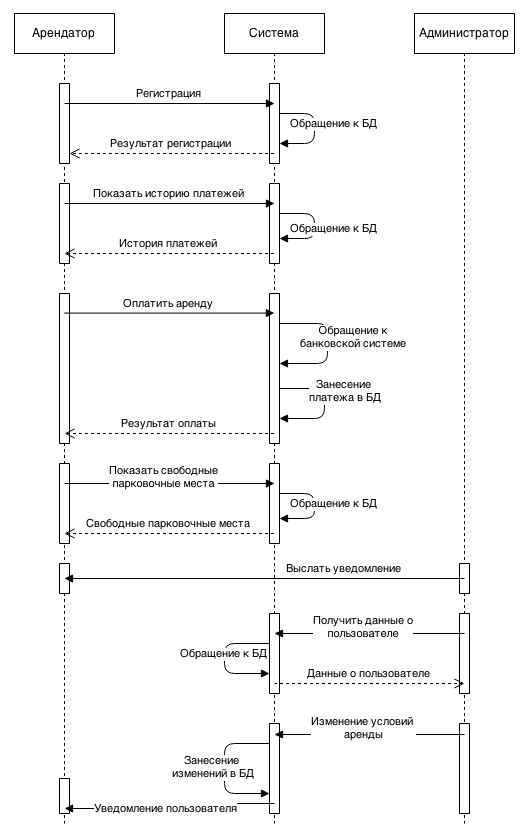 Арендатор
Система
Администратор
Регистрация
Обращение к БД
Результат регистрации
Показать историю платежей
Обращение к БД
История платежей
Оплатить аренду
Обращение к
банковской системе
Занесение
платежа в БД
Результат оплаты
Показать свободные
парковочные места
Обращение к БД
Свободные парковочные места
Выслать уведомление
Получить данные о
пользователе
Обращение к БД
Данные о пользователе
Изменение условий
аренды
Занесение
изменений в БД
Уведомление пользователя